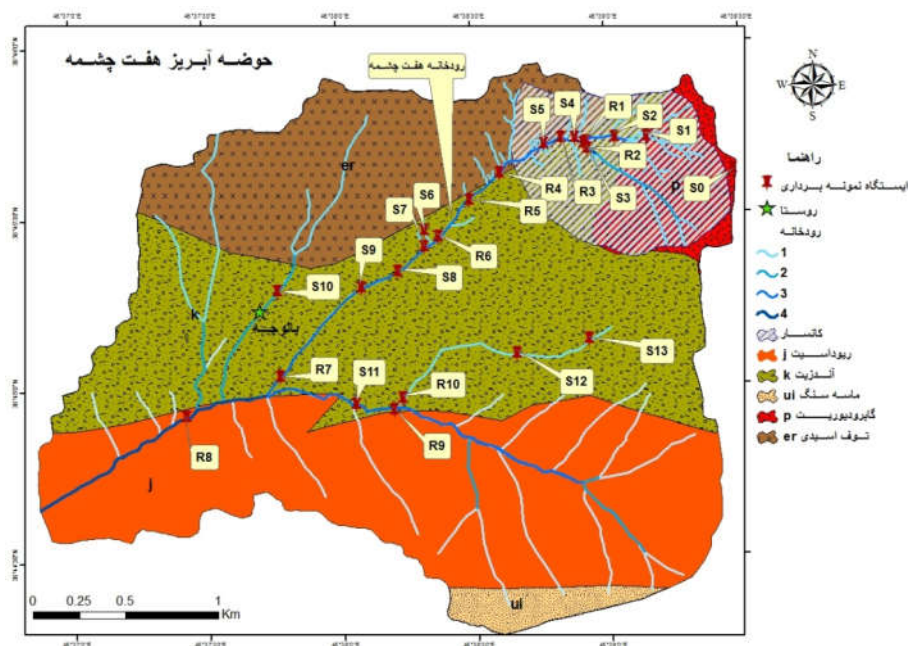 حوضه آبریز هفت چشمه
رودخانه هفت چشمه
N
W
E
S
S5
S4
R1
S2
S1
R2
S0
R4
R3
S3
p
R5
er
S6
S7
R6
S9
S8
S10
k
بالوجه
S13
S12
R7
S11
R10
R9
R8
j
ui
0 0.25 0.5 1
Km
راهنما
ایستگاه نمونه برداری
روستا
رودخانه
1
2
3
4
کانسار
ریوداسیت j
آندزیت k
ماسه سنگ ui
گابرودیوریت p
توف اسیدی er